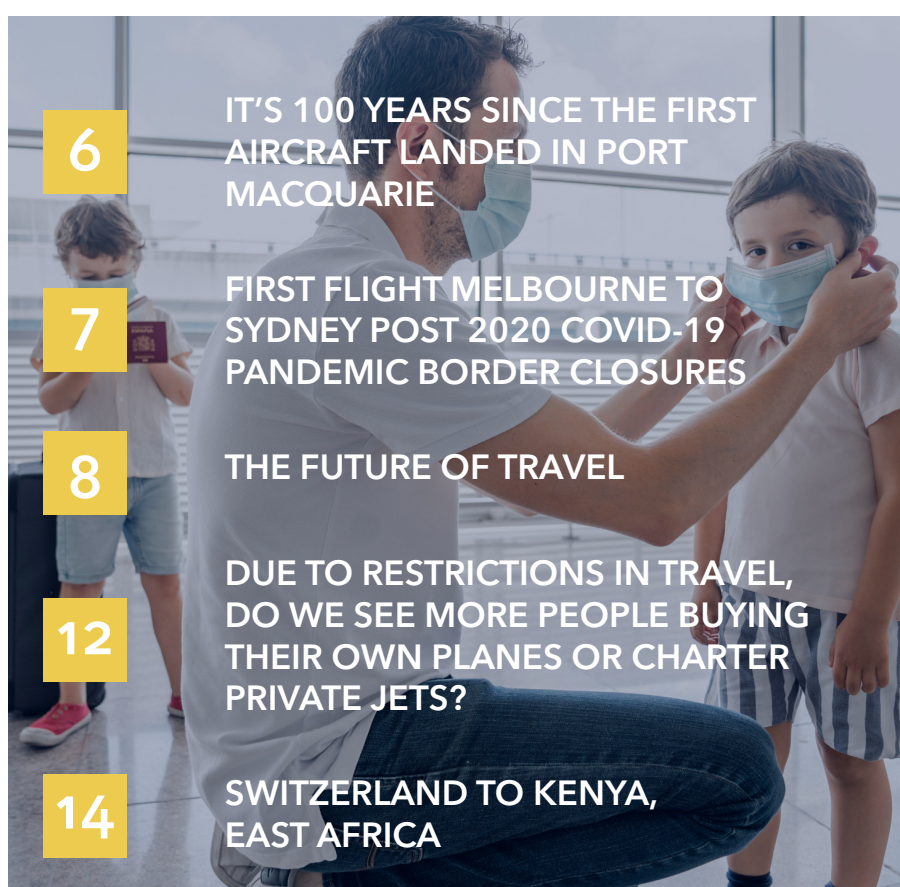 6
IT'S 100 YEARS SINCE THE FIRST
AIRCRAFT LANDED IN PORT
MACQUARIE
7
FIRST FLIGHT MELBOURNE TO
SYDNEY POST 2020 COVID-19
PANDEMIC BORDER CLOSURES
8
THE FUTURE OF TRAVEL
12
DUE TO RESTRICTIONS IN TRAVEL,
DO WE SEE MORE PEOPLE BUYING
THEIR OWN PLANES OR CHARTER
PRIVATE JETS?
14
SWITZERLAND TO KENYA,
EAST AFRICA